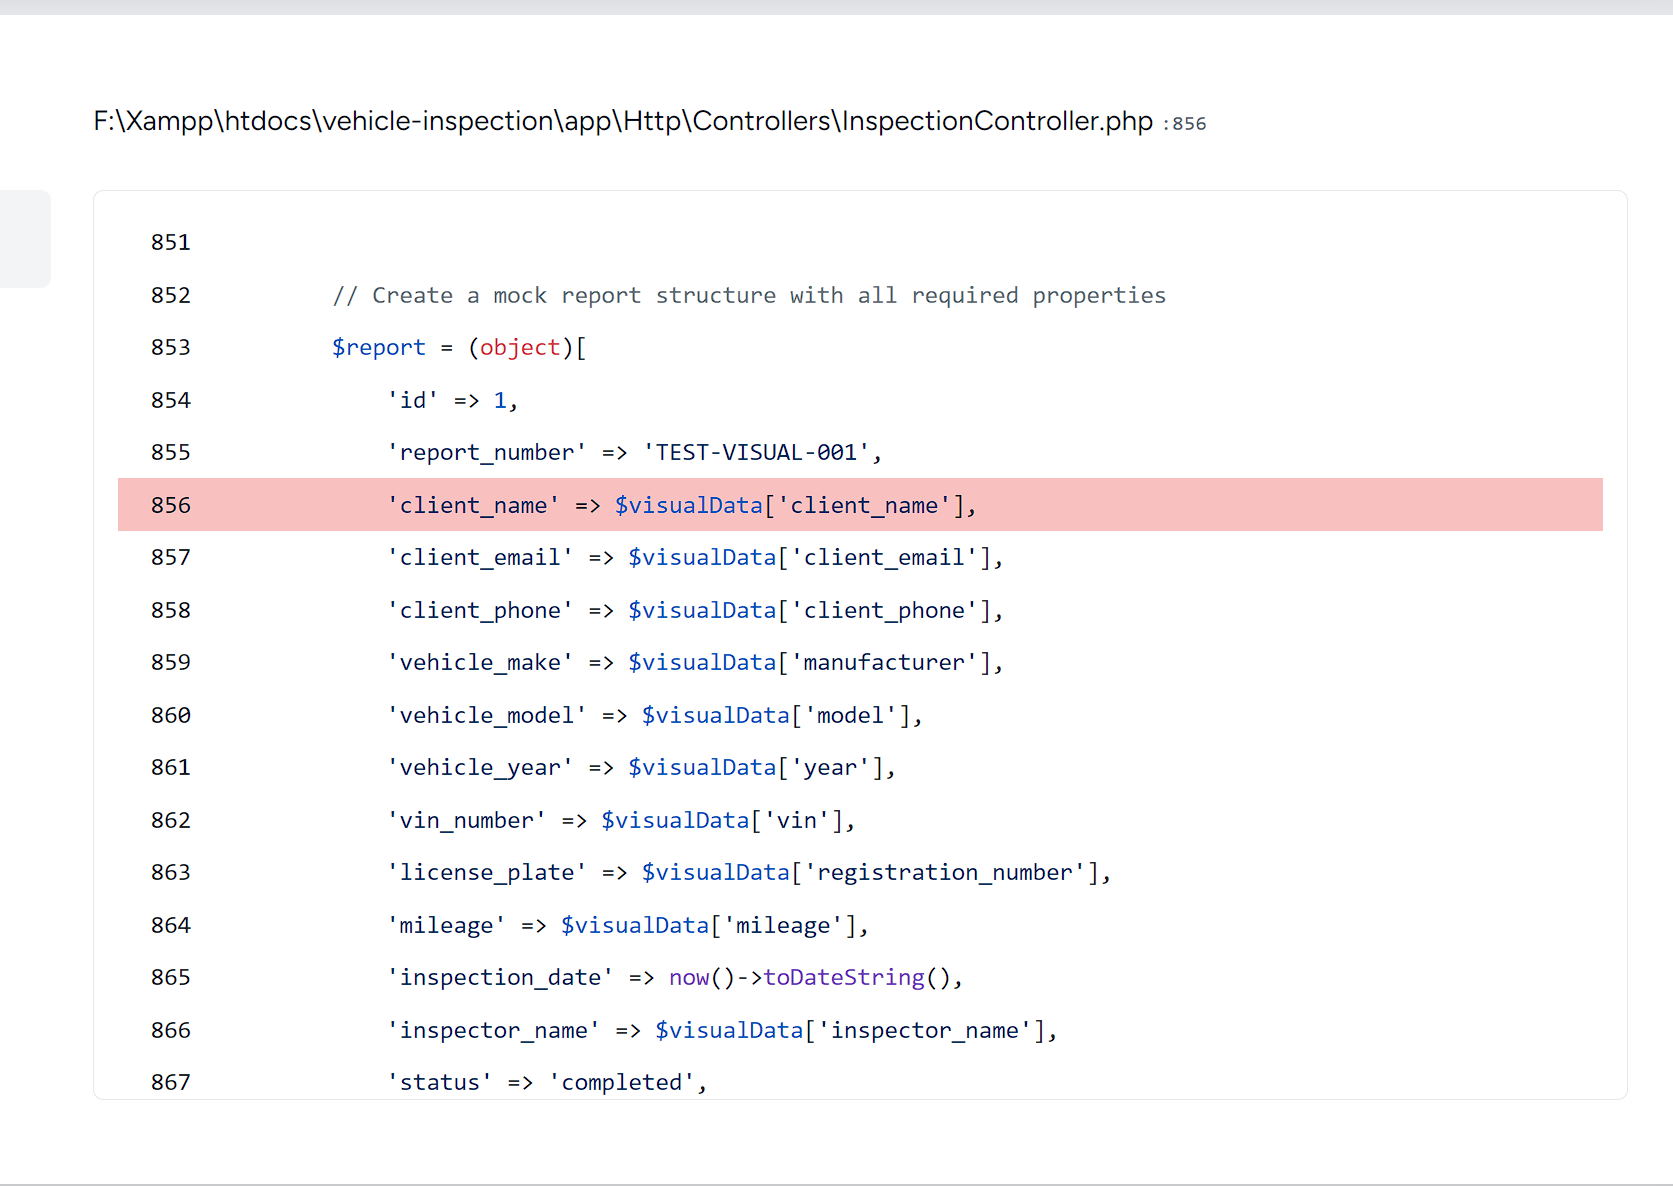 F:\Xampp\htdocs\vehicle-inspection\app\Http\Controllers\InspectionController.php :856
851
852 // Create a mock report structure with all required properties
853 $report = (object)[
854 'id' => 1,
855 'report_number' => 'TEST-VISUAL-001',
856 'client_name' => $visualData['client_name'],
857 'client_email' => $visualData['client_email'],
858 'client_phone' => $visualData['client_phone'],
859 'vehicle_make' => $visualData['manufacturer'],
860 'vehicle_model' => $visualData['model'],
861 'vehicle_year' => $visualData['year'],
862 'vin_number' => $visualData['vin'],
863 'license_plate' => $visualData['registration_number'],
864 'mileage' => $visualData['mileage'],
865 'inspection_date' => now()->toDateString(),
866 'inspector_name' => $visualData['inspector_name'],
867 'status' => 'completed',